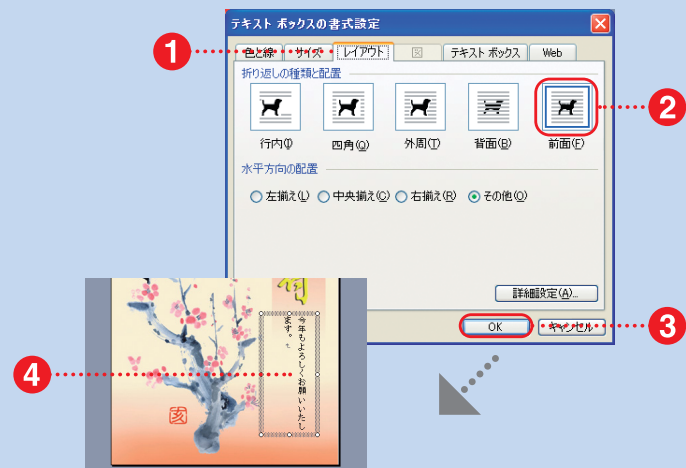 テキスト ボックスの書式設定
色と線 サイズ レイアウト 図 テキスト ボックス Web
1
折り返しの種類と配置
2
行内(I) 四角(Q) 外周(T) 背面(B) 前面(F)
水平方向の配置
左揃え(L) 中央揃え(C) 右揃え(R) その他(O)
詳細設定(A)...
OK キャンセル
3
今年もよろしくお願いいたし
ます。
4
亥